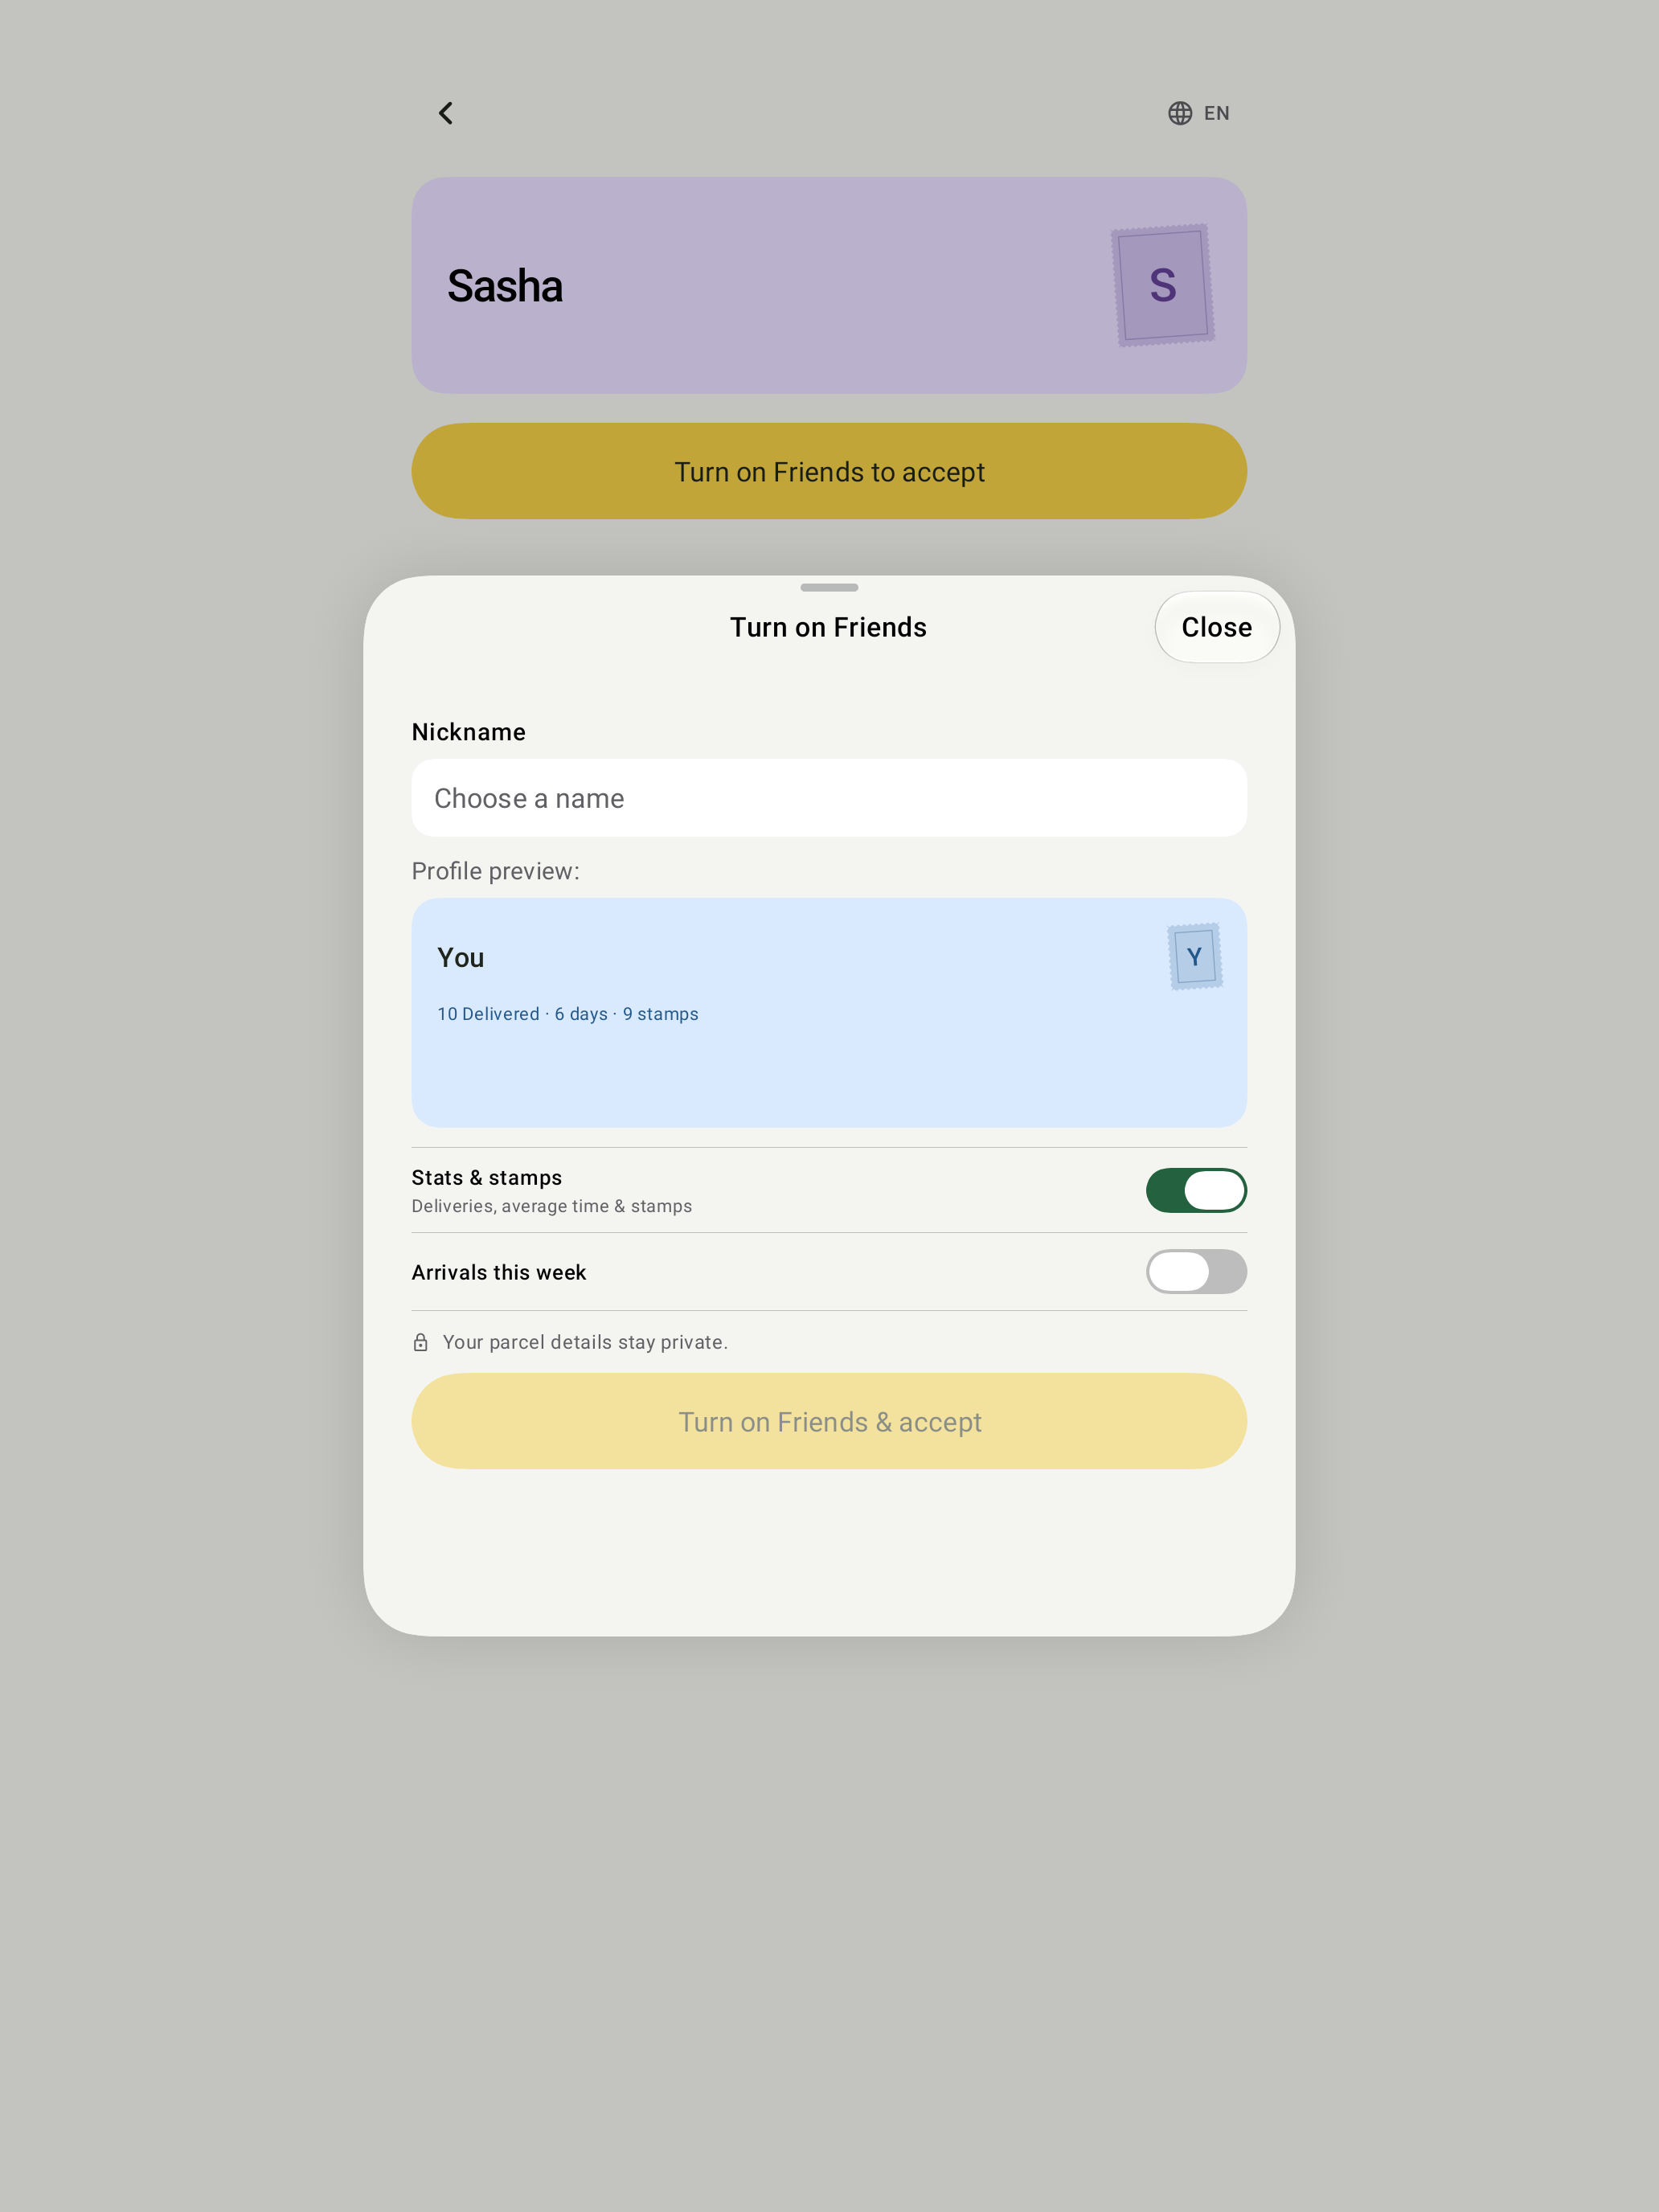 EN
Sasha
S
Turn on Friends to accept
Turn on Friends
Close
Nickname
Choose a name
Profile preview:
You
Y
10 Delivered · 6 days · 9 stamps
Stats & stamps
Deliveries, average time & stamps
Arrivals this week
Your parcel details stay private.
Turn on Friends & accept